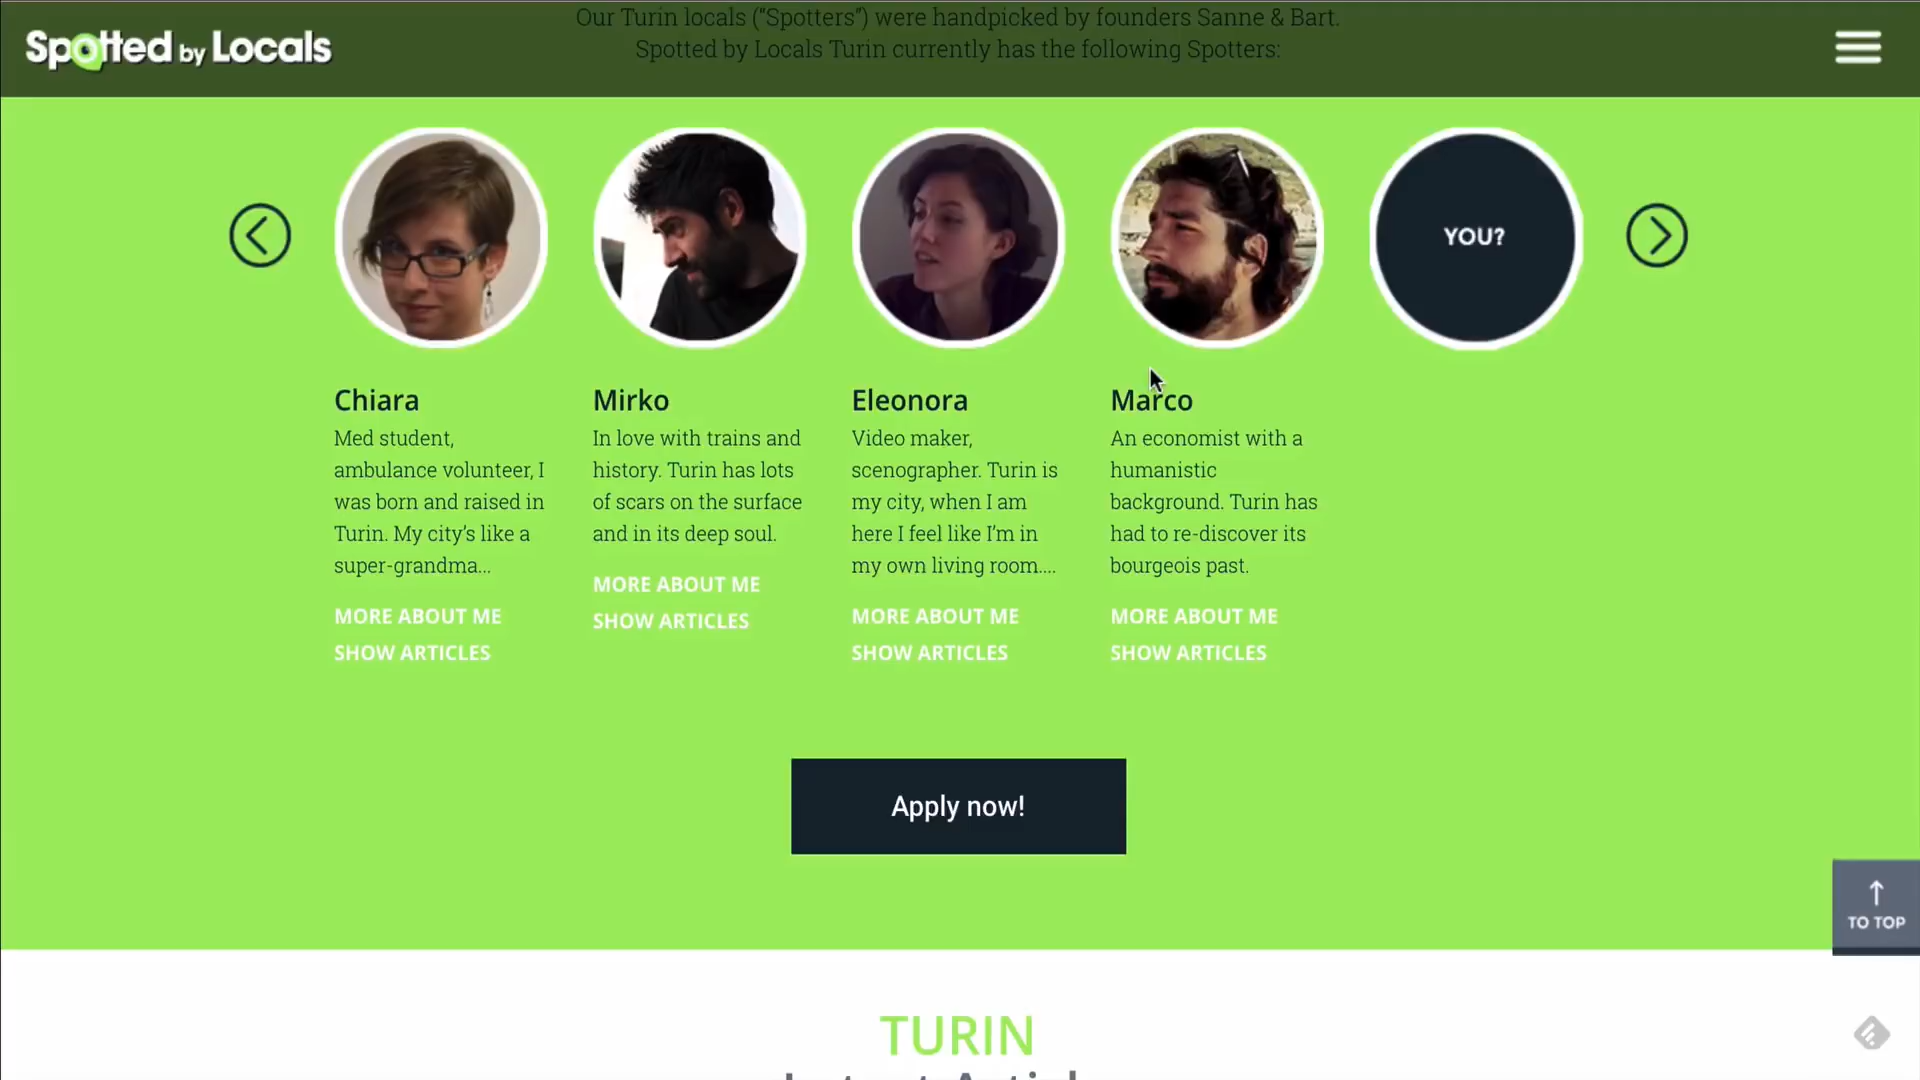 Our Turin locals (“Spotters”) were handpicked by founders Sanne & Bart.
Spotted by Locals Turin currently has the following Spotters:
Spotted by Locals
YOU?
Chiara
Med student,
ambulance volunteer, I
was born and raised in
Turin. My city’s like a
super-grandma...
MORE ABOUT ME
SHOW ARTICLES
Mirko
In love with trains and
history. Turin has lots
of scars on the surface
and in its deep soul.
MORE ABOUT ME
SHOW ARTICLES
Eleonora
Video maker,
scenographer. Turin is
my city, when I am
here I feel like I’m in
my own living room....
MORE ABOUT ME
SHOW ARTICLES
Marco
An economist with a
humanistic
background. Turin has
had to re-discover its
bourgeois past.
MORE ABOUT ME
SHOW ARTICLES
Apply now!
TO TOP
TURIN